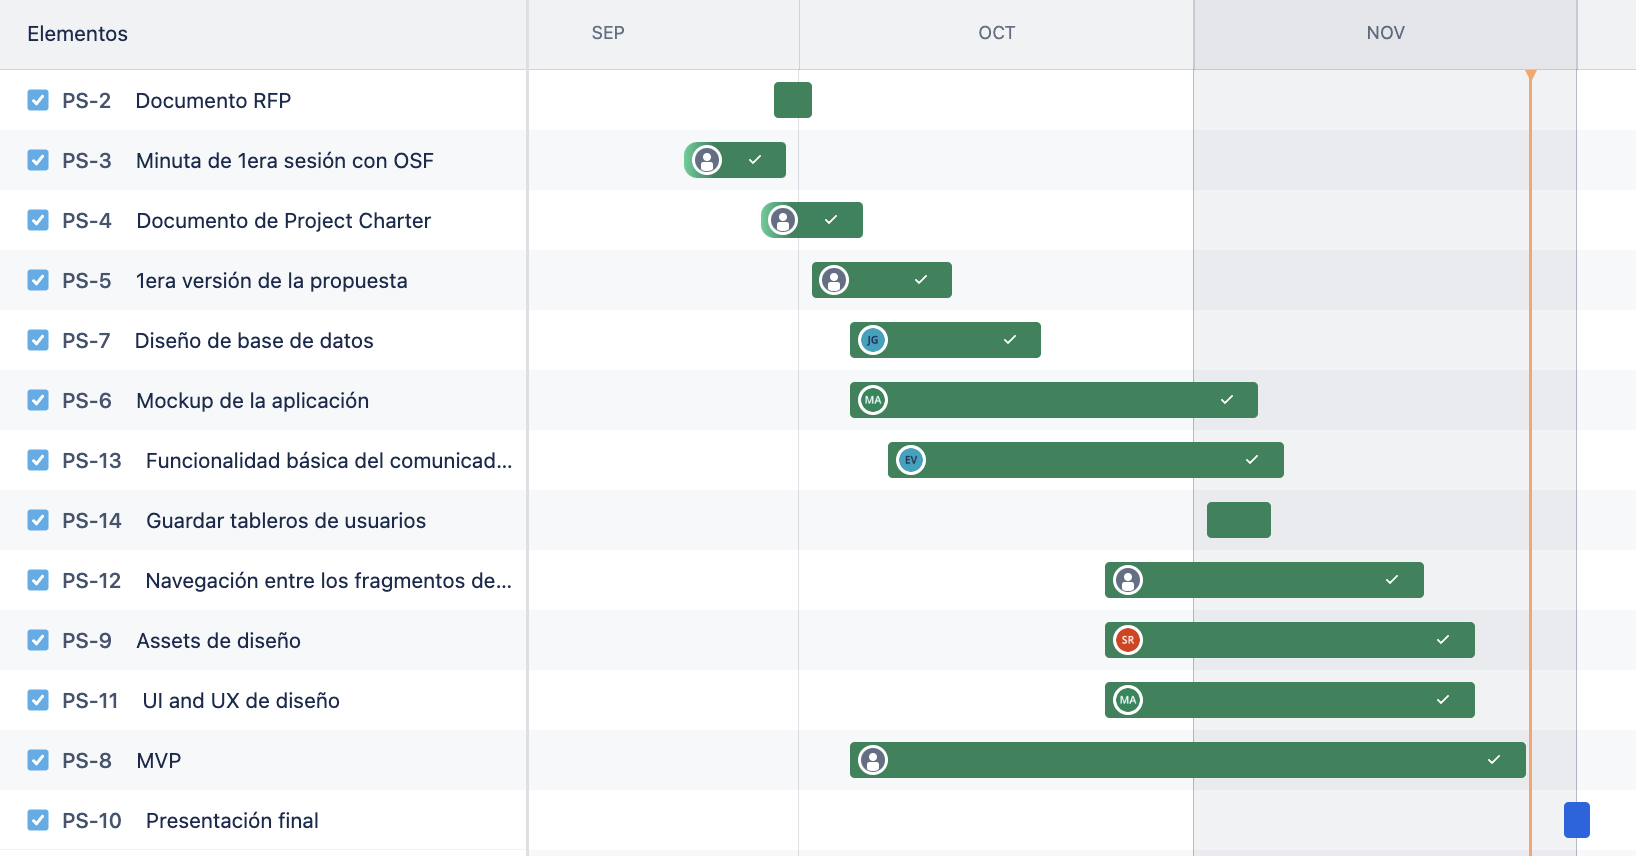 Elementos SEP OCT NOV
PS-2 Documento RFP
PS-3 Minuta de 1era sesión con OSF
PS-4 Documento de Project Charter
PS-5 1era versión de la propuesta
PS-7 Diseño de base de datos JG
PS-6 Mockup de la aplicación MA
PS-13 Funcionalidad básica del comunicad... EV
PS-14 Guardar tableros de usuarios
PS-12 Navegación entre los fragmentos de...
PS-9 Assets de diseño SR
PS-11 UI and UX de diseño MA
PS-8 MVP
PS-10 Presentación final